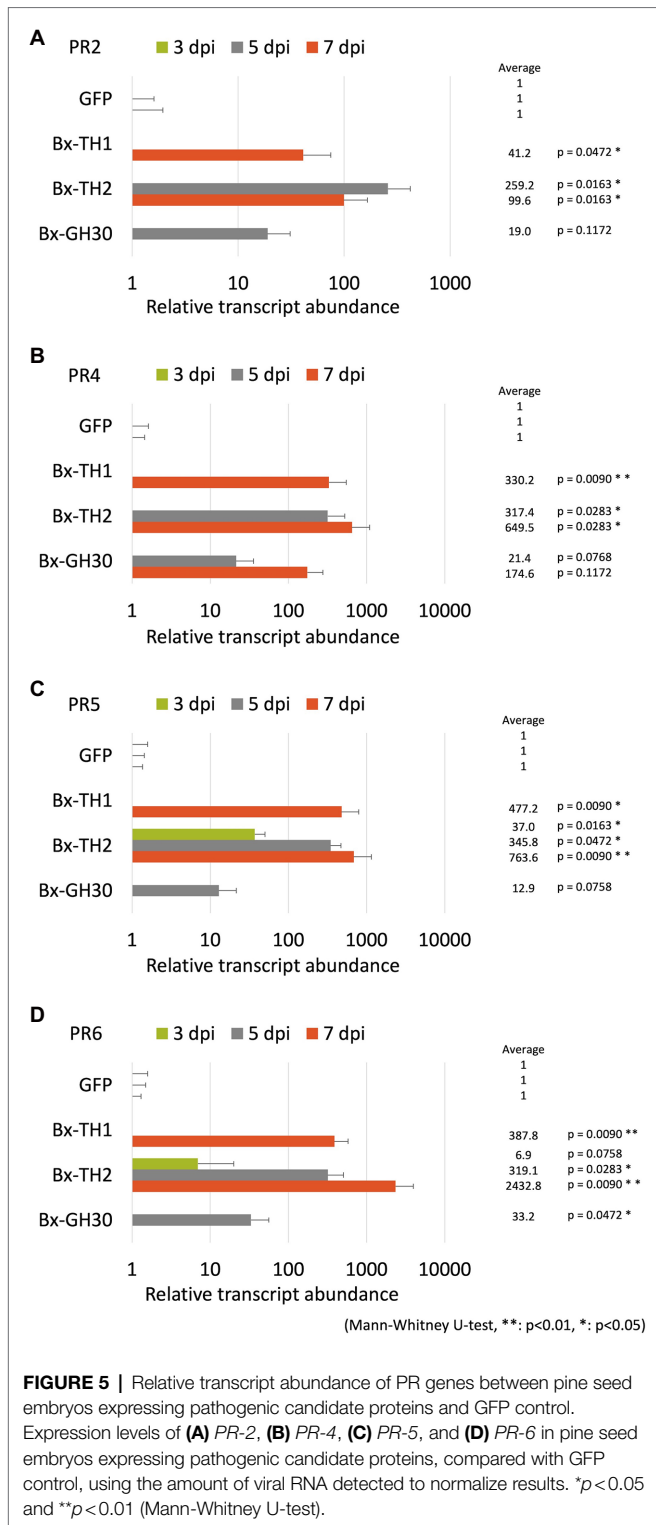 A
PR2 3 dpi 5 dpi 7 dpi
Average
GFP
1
1
1
Bx-TH1 41.2 p = 0.0472 *
Bx-TH2
259.2 p = 0.0163 *
99.6 p = 0.0163 *
Bx-GH30 19.0 p = 0.1172
1 10 100 1000
Relative transcript abundance
B
PR4 3 dpi 5 dpi 7 dpi
Average
GFP
1
1
1
Bx-TH1 330.2 p = 0.0090 * *
Bx-TH2
317.4 p = 0.0283 *
649.5 p = 0.0283 *
Bx-GH30
21.4 p = 0.0768
174.6 p = 0.1172
1 10 100 1000 10000
Relative transcript abundance
C
PR5 3 dpi 5 dpi 7 dpi
Average
GFP
1
1
1
Bx-TH1 477.2 p = 0.0090 *
Bx-TH2
37.0 p = 0.0163 *
345.8 p = 0.0472 *
763.6 p = 0.0090 * *
Bx-GH30 12.9 p = 0.0758
1 10 100 1000 10000
Relative transcript abundance
D
PR6 3 dpi 5 dpi 7 dpi
Average
GFP
1
1
1
Bx-TH1 387.8 p = 0.0090 **
Bx-TH2
6.9 p = 0.0758
319.1 p = 0.0283 *
2432.8 p = 0.0090 * *
Bx-GH30 33.2 p = 0.0472 *
1 10 100 1000 10000
Relative transcript abundance
(Mann-Whitney U-test, **: p<0.01, *: p<0.05)
FIGURE 5 | Relative transcript abundance of PR genes between pine seed
embryos expressing pathogenic candidate proteins and GFP control.
Expression levels of (A) PR-2, (B) PR-4, (C) PR-5, and (D) PR-6 in pine seed
embryos expressing pathogenic candidate proteins, compared with GFP
control, using the amount of viral RNA detected to normalize results. *p<0.05
and **p<0.01 (Mann-Whitney U-test).